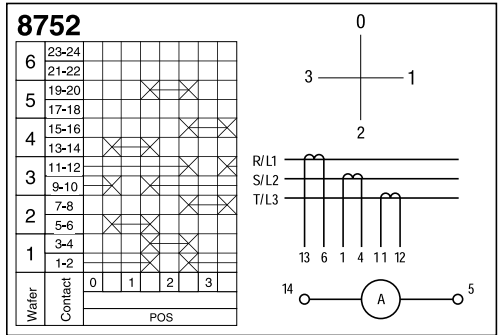 8752
6
23-24
21-22
5
19-20
17-18
4
15-16
13-14
3
11-12
9-10
2
7-8
5-6
1
3-4
1-2
Wafer
Contact
0 1 2 3
POS
0
3 1
2
R/L1
S/L2
T/L3
13 6 1 4 11 12
14 A 5